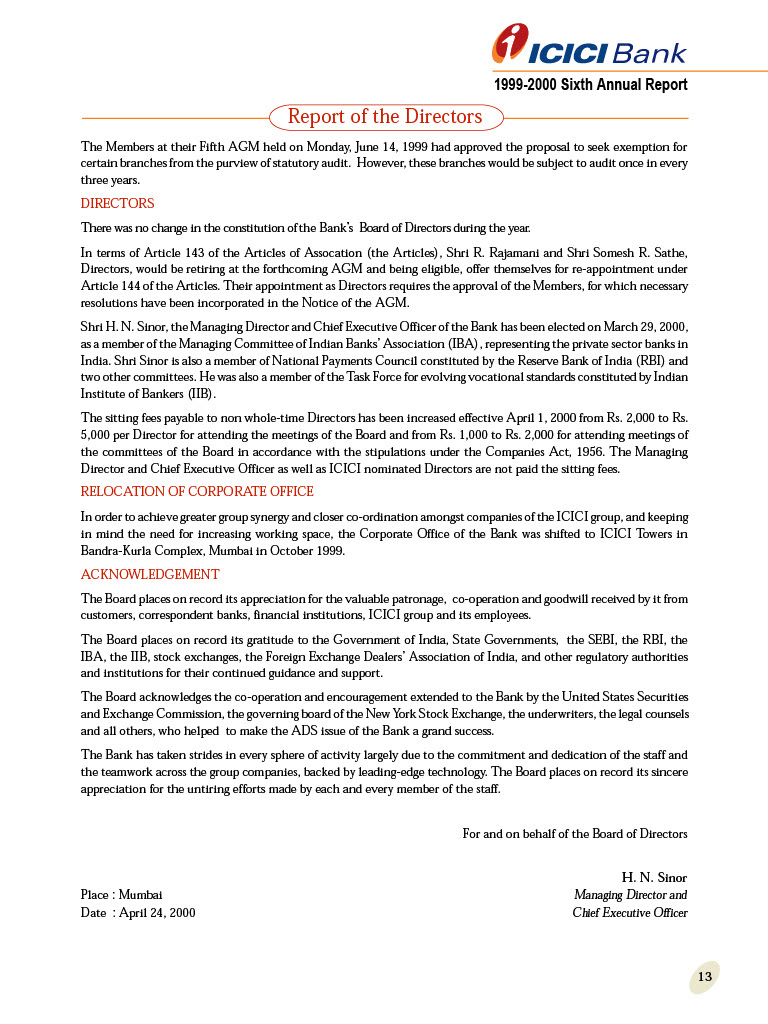 ICICI Bank
1999-2000 Sixth Annual Report
Report of the Directors
The Members at their Fifth AGM held on Monday, June 14, 1999 had approved the proposal to seek exemption for
certain branches from the purview of statutory audit. However, these branches would be subject to audit once in every
three years.
DIRECTORS
There was no change in the constitution of the Bank's Board of Directors during the year.
In terms of Article 143 of the Articles of Assocation (the Articles), Shri R. Rajamani and Shri Somesh R. Sathe,
Directors, would be retiring at the forthcoming AGM and being eligible, offer themselves for re-appointment under
Article 144 of the Articles. Their appointment as Directors requires the approval of the Members, for which necessary
resolutions have been incorporated in the Notice of the AGM.
Shri H. N. Sinor, the Managing Director and Chief Executive Officer of the Bank has been elected on March 29, 2000,
as a member of the Managing Committee of Indian Banks' Association (IBA), representing the private sector banks in
India. Shri Sinor is also a member of National Payments Council constituted by the Reserve Bank of India (RBI) and
two other committees. He was also a member of the Task Force for evolving vocational standards constituted by Indian
Institute of Bankers (IIB).
The sitting fees payable to non whole-time Directors has been increased effective April 1, 2000 from Rs. 2,000 to Rs.
5,000 per Director for attending the meetings of the Board and from Rs. 1,000 to Rs. 2,000 for attending meetings of
the committees of the Board in accordance with the stipulations under the Companies Act, 1956. The Managing
Director and Chief Executive Officer as well as ICICI nominated Directors are not paid the sitting fees.
RELOCATION OF CORPORATE OFFICE
In order to achieve greater group synergy and closer co-ordination amongst companies of the ICICI group, and keeping
in mind the need for increasing working space, the Corporate Office of the Bank was shifted to ICICI Towers in
Bandra-Kurla Complex, Mumbai in October 1999.
ACKNOWLEDGEMENT
The Board places on record its appreciation for the valuable patronage, co-operation and goodwill received by it from
customers, correspondent banks, financial institutions, ICICI group and its employees.
The Board places on record its gratitude to the Government of India, State Governments, the SEBI, the RBI, the
IBA, the IIB, stock exchanges, the Foreign Exchange Dealers' Association of India, and other regulatory authorities
and institutions for their continued guidance and support.
The Board acknowledges the co-operation and encouragement extended to the Bank by the United States Securities
and Exchange Commission, the governing board of the New York Stock Exchange, the underwriters, the legal counsels
and all others, who helped to make the ADS issue of the Bank a grand success.
The Bank has taken strides in every sphere of activity largely due to the commitment and dedication of the staff and
the teamwork across the group companies, backed by leading-edge technology. The Board places on record its sincere
appreciation for the untiring efforts made by each and every member of the staff.
For and on behalf of the Board of Directors
H. N. Sinor
Place : Mumbai Managing Director and
Date : April 24, 2000 Chief Executive Officer
13